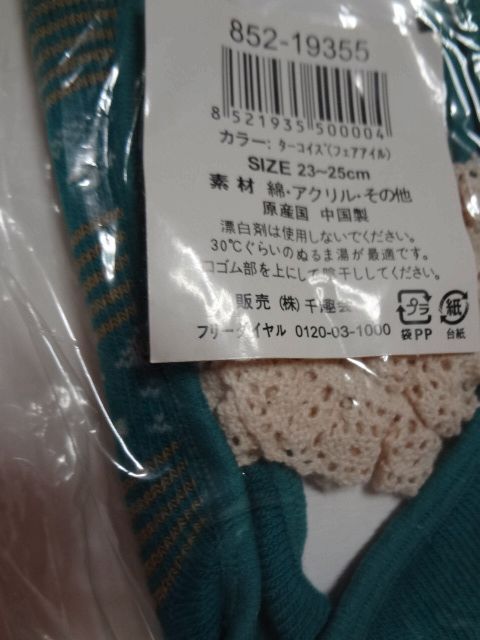 852-19355
8 521935 500004
カラー: ターコイズ(フェアアイル)
SIZE 23~25cm
素材 綿・アクリル・その他
原産国 中国製
漂白剤は使用しないでください。
30℃ぐらいのぬるま湯が最適です。
口ゴム部を上にして陰干ししてください。
販売 (株) 千趣会
フリーダイヤル 0120-03-1000
プラ
袋PP
紙
台紙